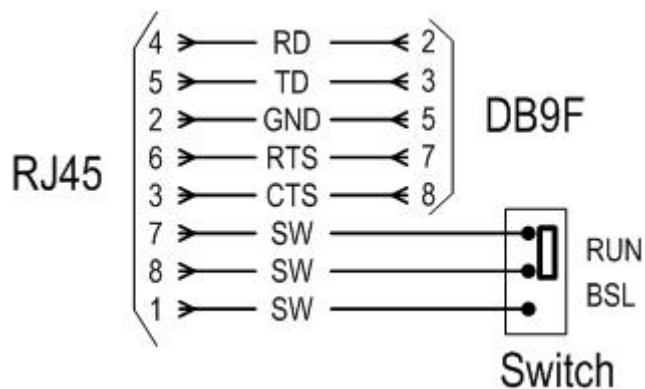 4 RD 2
5 TD 3
DB9F
2 GND 5
6 RTS 7
RJ45
3 CTS 8
7 SW
RUN
8 SW
BSL
1 SW
Switch